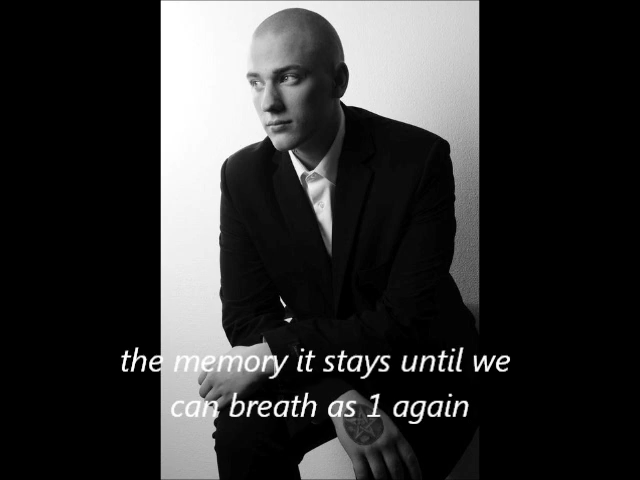 the memory it stays until we
can breath as 1 again